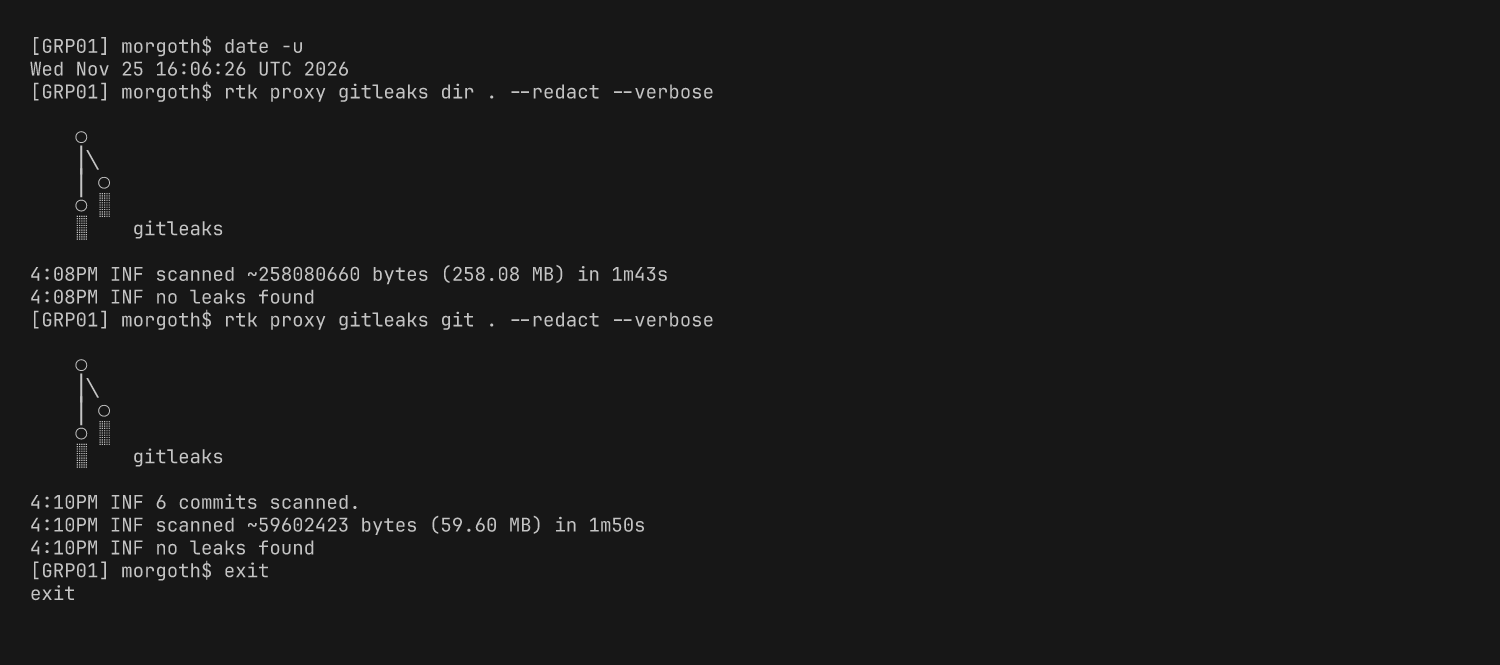 [GRP01] morgoth$ date -u
Wed Nov 25 16:06:26 UTC 2026
[GRP01] morgoth$ rtk proxy gitleaks dir . --redact --verbose

    ○
    │╲
    │ ○
    ○ ░
    ░    gitleaks

4:08PM INF scanned ~258080660 bytes (258.08 MB) in 1m43s
4:08PM INF no leaks found
[GRP01] morgoth$ rtk proxy gitleaks git . --redact --verbose

    ○
    │╲
    │ ○
    ○ ░
    ░    gitleaks

4:10PM INF 6 commits scanned.
4:10PM INF scanned ~59602423 bytes (59.60 MB) in 1m50s
4:10PM INF no leaks found
[GRP01] morgoth$ exit
exit